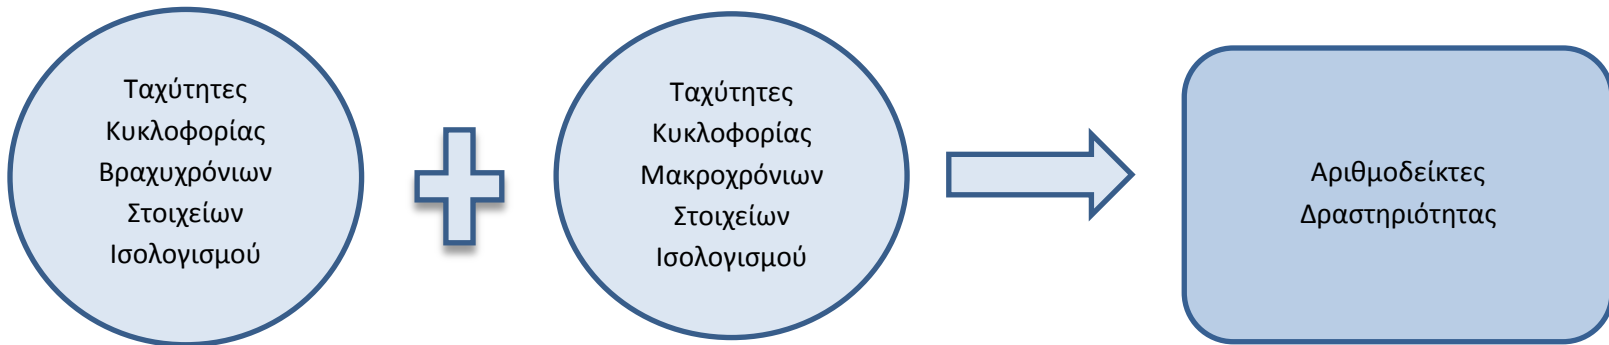 Ταχύτητες
Κυκλοφορίας
Βραχυχρόνιων
Στοιχείων
Ισολογισμού
Ταχύτητες
Κυκλοφορίας
Μακροχρόνιων
Στοιχείων
Ισολογισμού
Αριθμοδείκτες
Δραστηριότητας